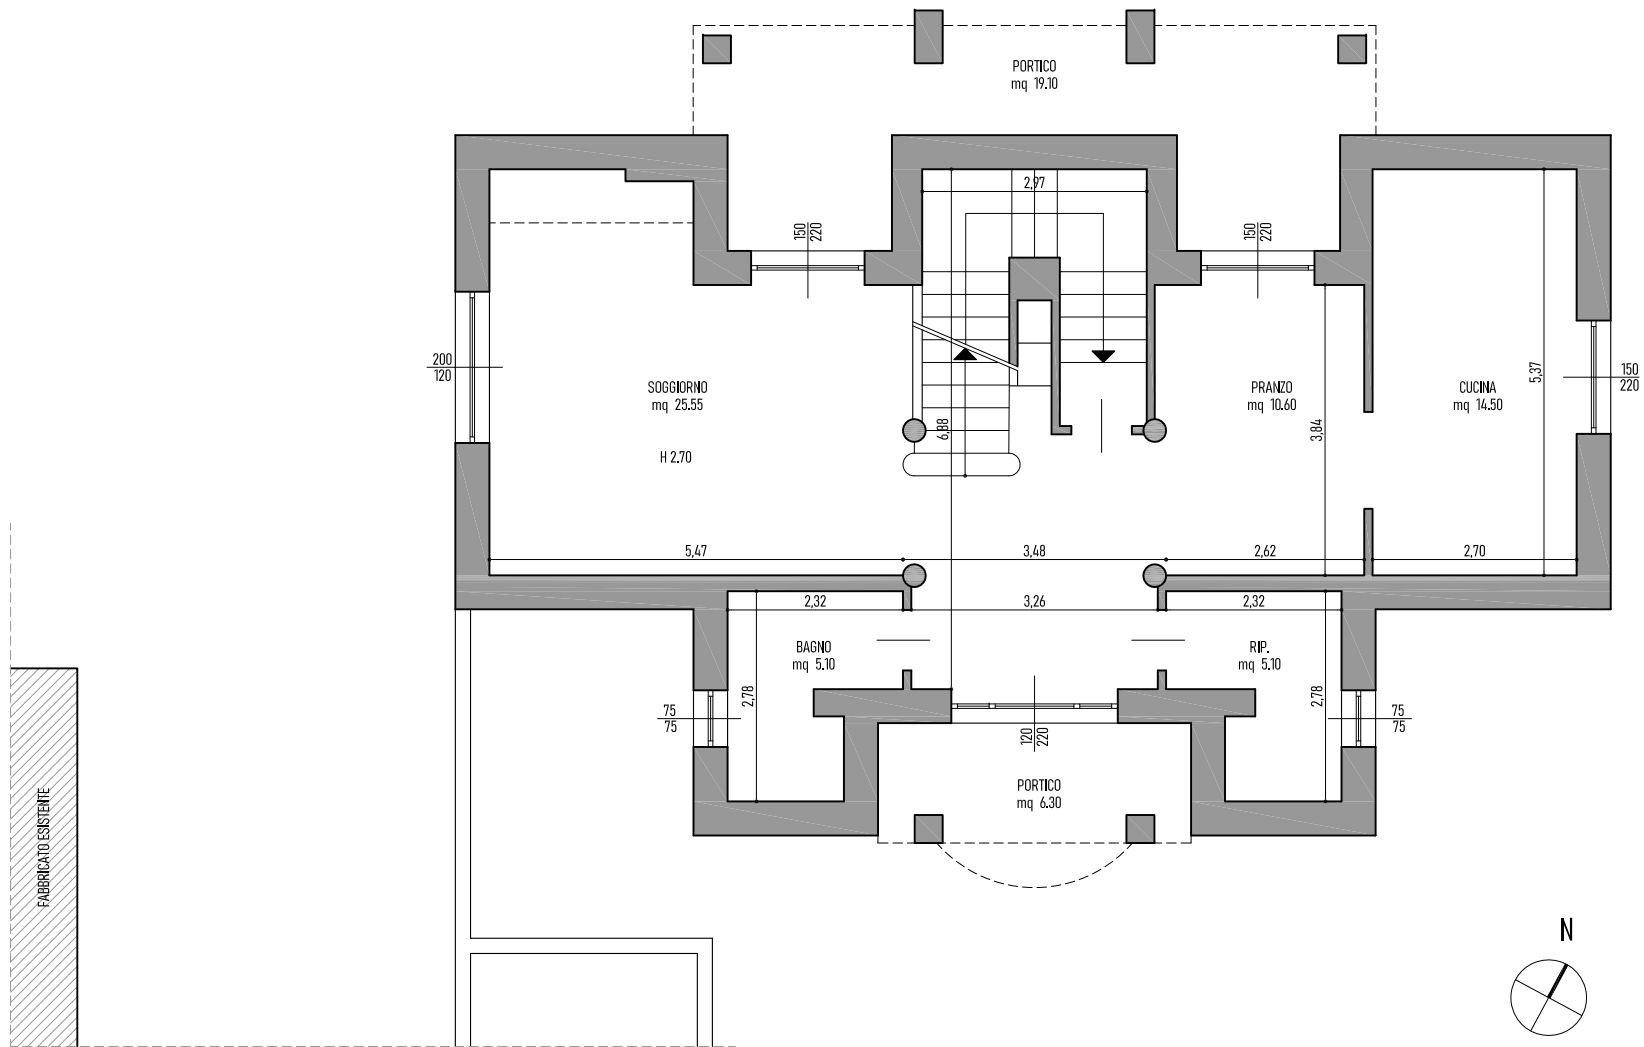 PORTICO
mq 19.10
2,97
150
220
150
220
200
120
SOGGIORNO
mq 25.55
H 2.70
6,88
PRANZO
mq 10.60
3,84
CUCINA
mq 14.50
5,37
150
220
5,47
3,48
2,62
2,70
2,32
3,26
2,32
BAGNO
mq 5.10
RIP.
mq 5.10
2,78
2,78
75
75
75
75
120
220
PORTICO
mq 6.30
FABBRICATO ESISTENTE
N